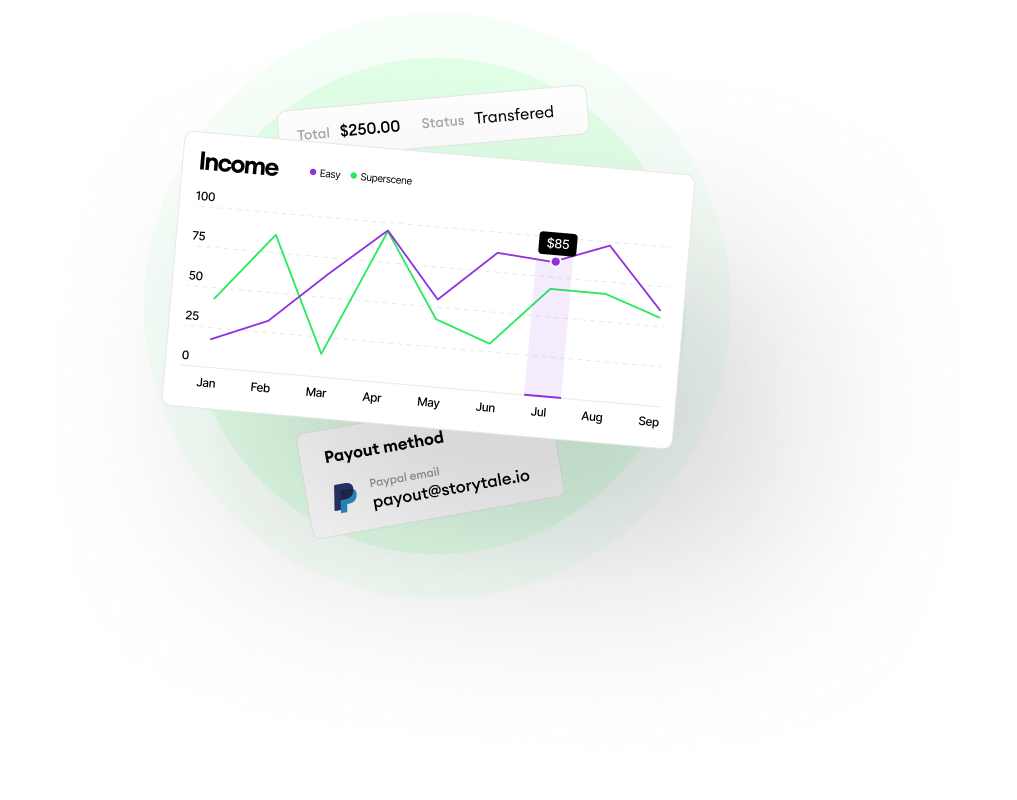 Total $250.00 Status Transfered
Income
Easy Superscene
100
75
50
25
0
$85
Jan Feb Mar Apr May Jun Jul Aug Sep
Payout method
Paypal email
payout@storytale.io